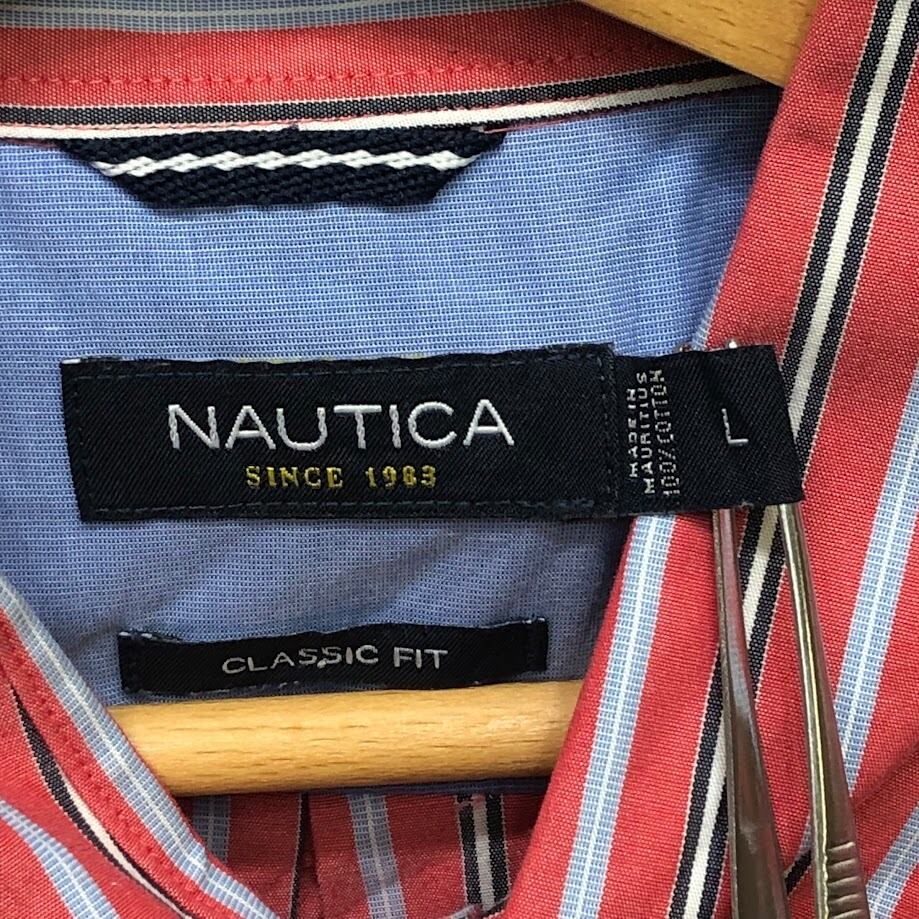 NAUTICA
SINCE 1983
MADE IN
MAURITIUS
100% COTTON
L
CLASSIC FIT